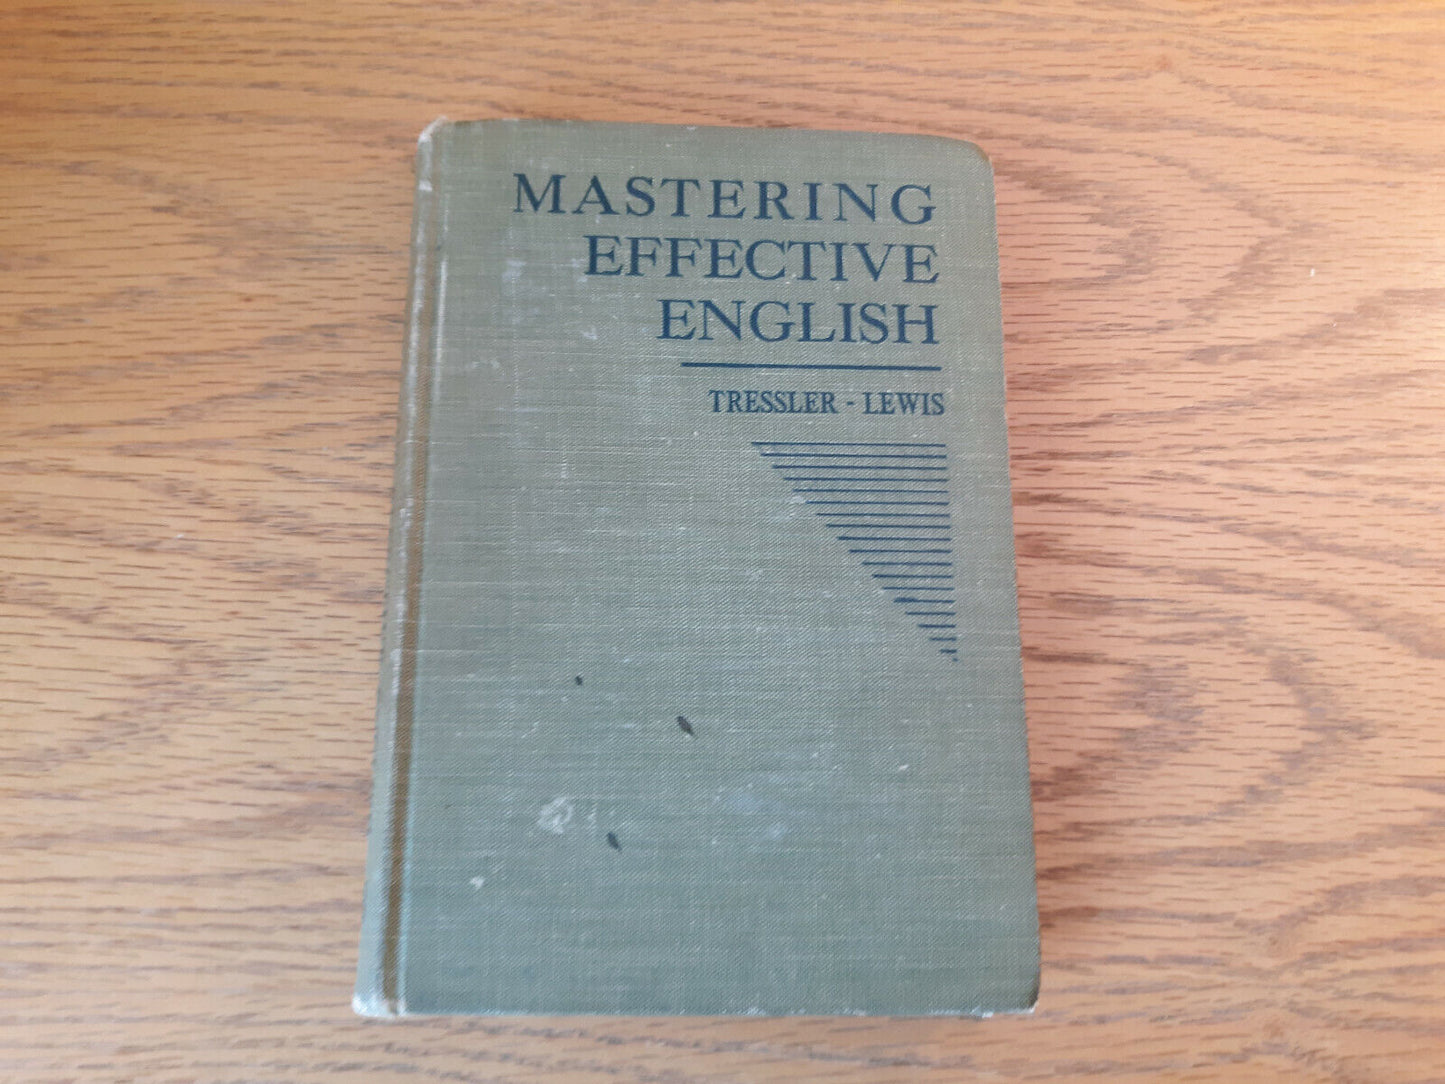 MASTERING
EFFECTIVE
ENGLISH
TRESSLER - LEWIS